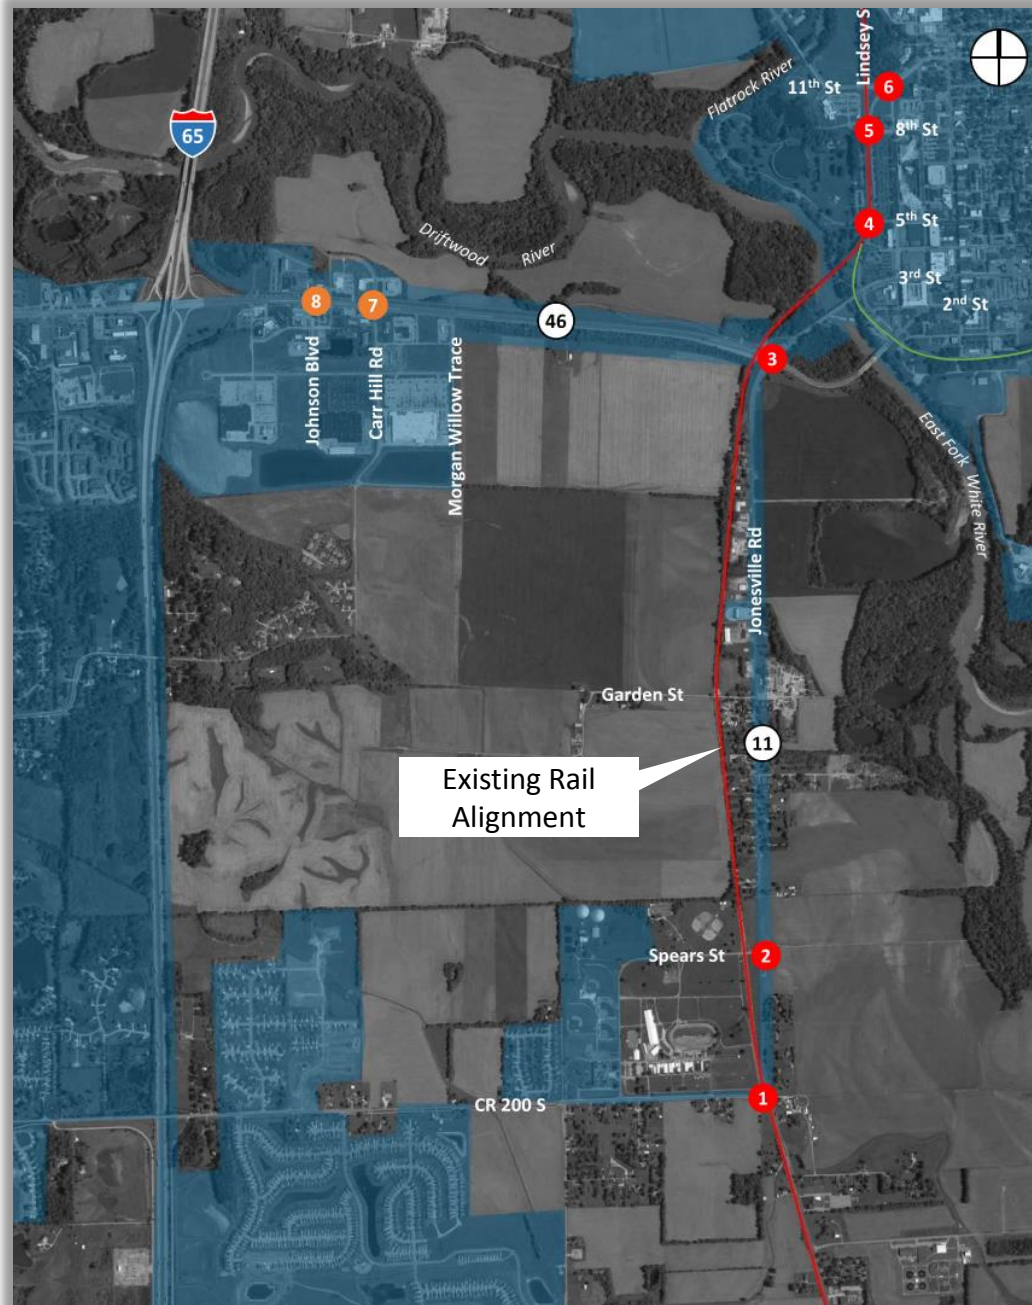 Lindsey S
11th St
6
Flatrock River
65
5
8th St
4
5th St
Driftwood
River
3rd St
2nd St
8
7
46
3
Johnson Blvd
Carr Hill Rd
Morgan Willow Trace
East Fork
White River
Jonesville Rd
Garden St
11
Existing Rail
Alignment
Spears St
2
1
CR 200 S